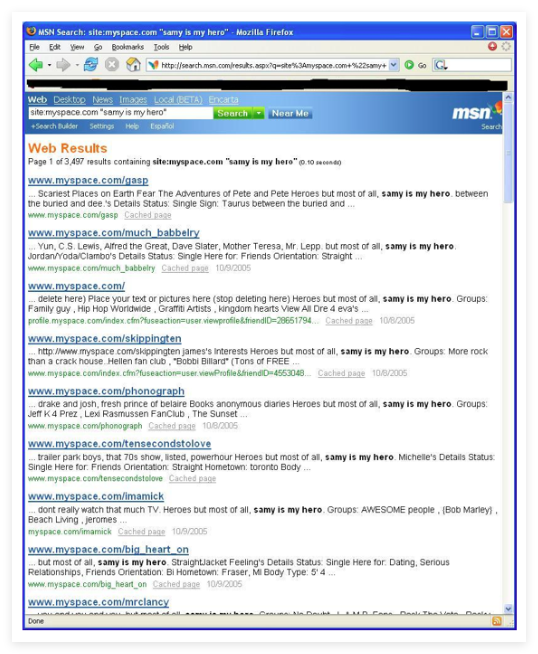 MSN Search: site:myspace.com "samy is my hero" - Mozilla Firefox
File Edit View Go Bookmarks Tools Help
http://search.msn.com/results.aspx?q=site%3Amyspace.com+%22samy+ Go
Web Desktop News Images Local (BETA) Encarta
site:myspace.com "samy is my hero" Search Near Me
msn
Search
+Search Builder Settings Help Español
Web Results
Page 1 of 3,497 results containing site:myspace.com "samy is my hero" (0.10 seconds)
www.myspace.com/gasp
... Scariest Places on Earth Fear The Adventures of Pete and Pete Heroes but most of all, samy is my hero. between
the buried and dee.'s Details Status: Single Sign: Taurus between the buried and ...
www.myspace.com/gasp Cached page
www.myspace.com/much_babbelry
... Yun, C.S. Lewis, Alfred the Great, Dave Slater, Mother Teresa, Mr. Lepp. but most of all, samy is my hero.
Jordan/Yoda/Clambo's Details Status: Single Here for: Friends Orientation: Straight ...
www.myspace.com/much_babbelry Cached page 10/9/2005
www.myspace.com/
... delete here) Place your text or pictures here (stop deleting here) Heroes but most of all, samy is my hero. Groups:
Family guy , Hip Hop Worldwide , Graffiti Artists , kingdom hearts View All Dre 4 eva's ...
profile.myspace.com/index.cfm?fuseaction=user.viewprofile&friendID=28651794... Cached page 10/8/2005
www.myspace.com/skippingten
... http://www.myspace.com/skippingten james's Interests Heroes but most of all, samy is my hero. Groups: More rock
than a crack house..Hellen fan club , "Bobbi Billard" (Tons of FREE ...
www.myspace.com/index.cfm?fuseaction=user.viewProfile&friendID=4553048... Cached page 10/8/2005
www.myspace.com/phonograph
... drake and josh, fresh prince of belaire Books anonymous diaries Heroes but most of all, samy is my hero. Groups:
Jeff K 4 Prez , Lexi Rasmussen FanClub , The Sunset ...
www.myspace.com/phonograph Cached page 10/8/2005
www.myspace.com/tensecondstolove
... trailer park boys, that 70s show, listed, powerhour Heroes but most of all, samy is my hero. Michelle's Details Status:
Single Here for: Friends Orientation: Straight Hometown: toronto Body ...
www.myspace.com/tensecondstolove Cached page 10/9/2005
www.myspace.com/imamick
... dont really watch that much TV. Heroes but most of all, samy is my hero. Groups: AWESOME people , {Bob Marley} ,
Beach Living , jeromes ...
myspace.com/imamick Cached page 10/9/2005
www.myspace.com/big_heart_on
... but most of all, samy is my hero. StraightJacket Feeling's Details Status: Single Here for: Dating, Serious
Relationships, Friends Orientation: Bi Hometown: Fraser, MI Body Type: 5' 4 ...
www.myspace.com/big_heart_on Cached page 10/9/2005
www.myspace.com/mrclancy
Done